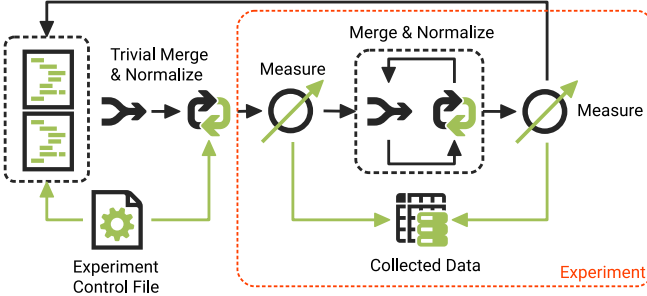 Trivial Merge
& Normalize
Measure
Merge & Normalize
Measure
Experiment
Control File
Collected Data
Experiment